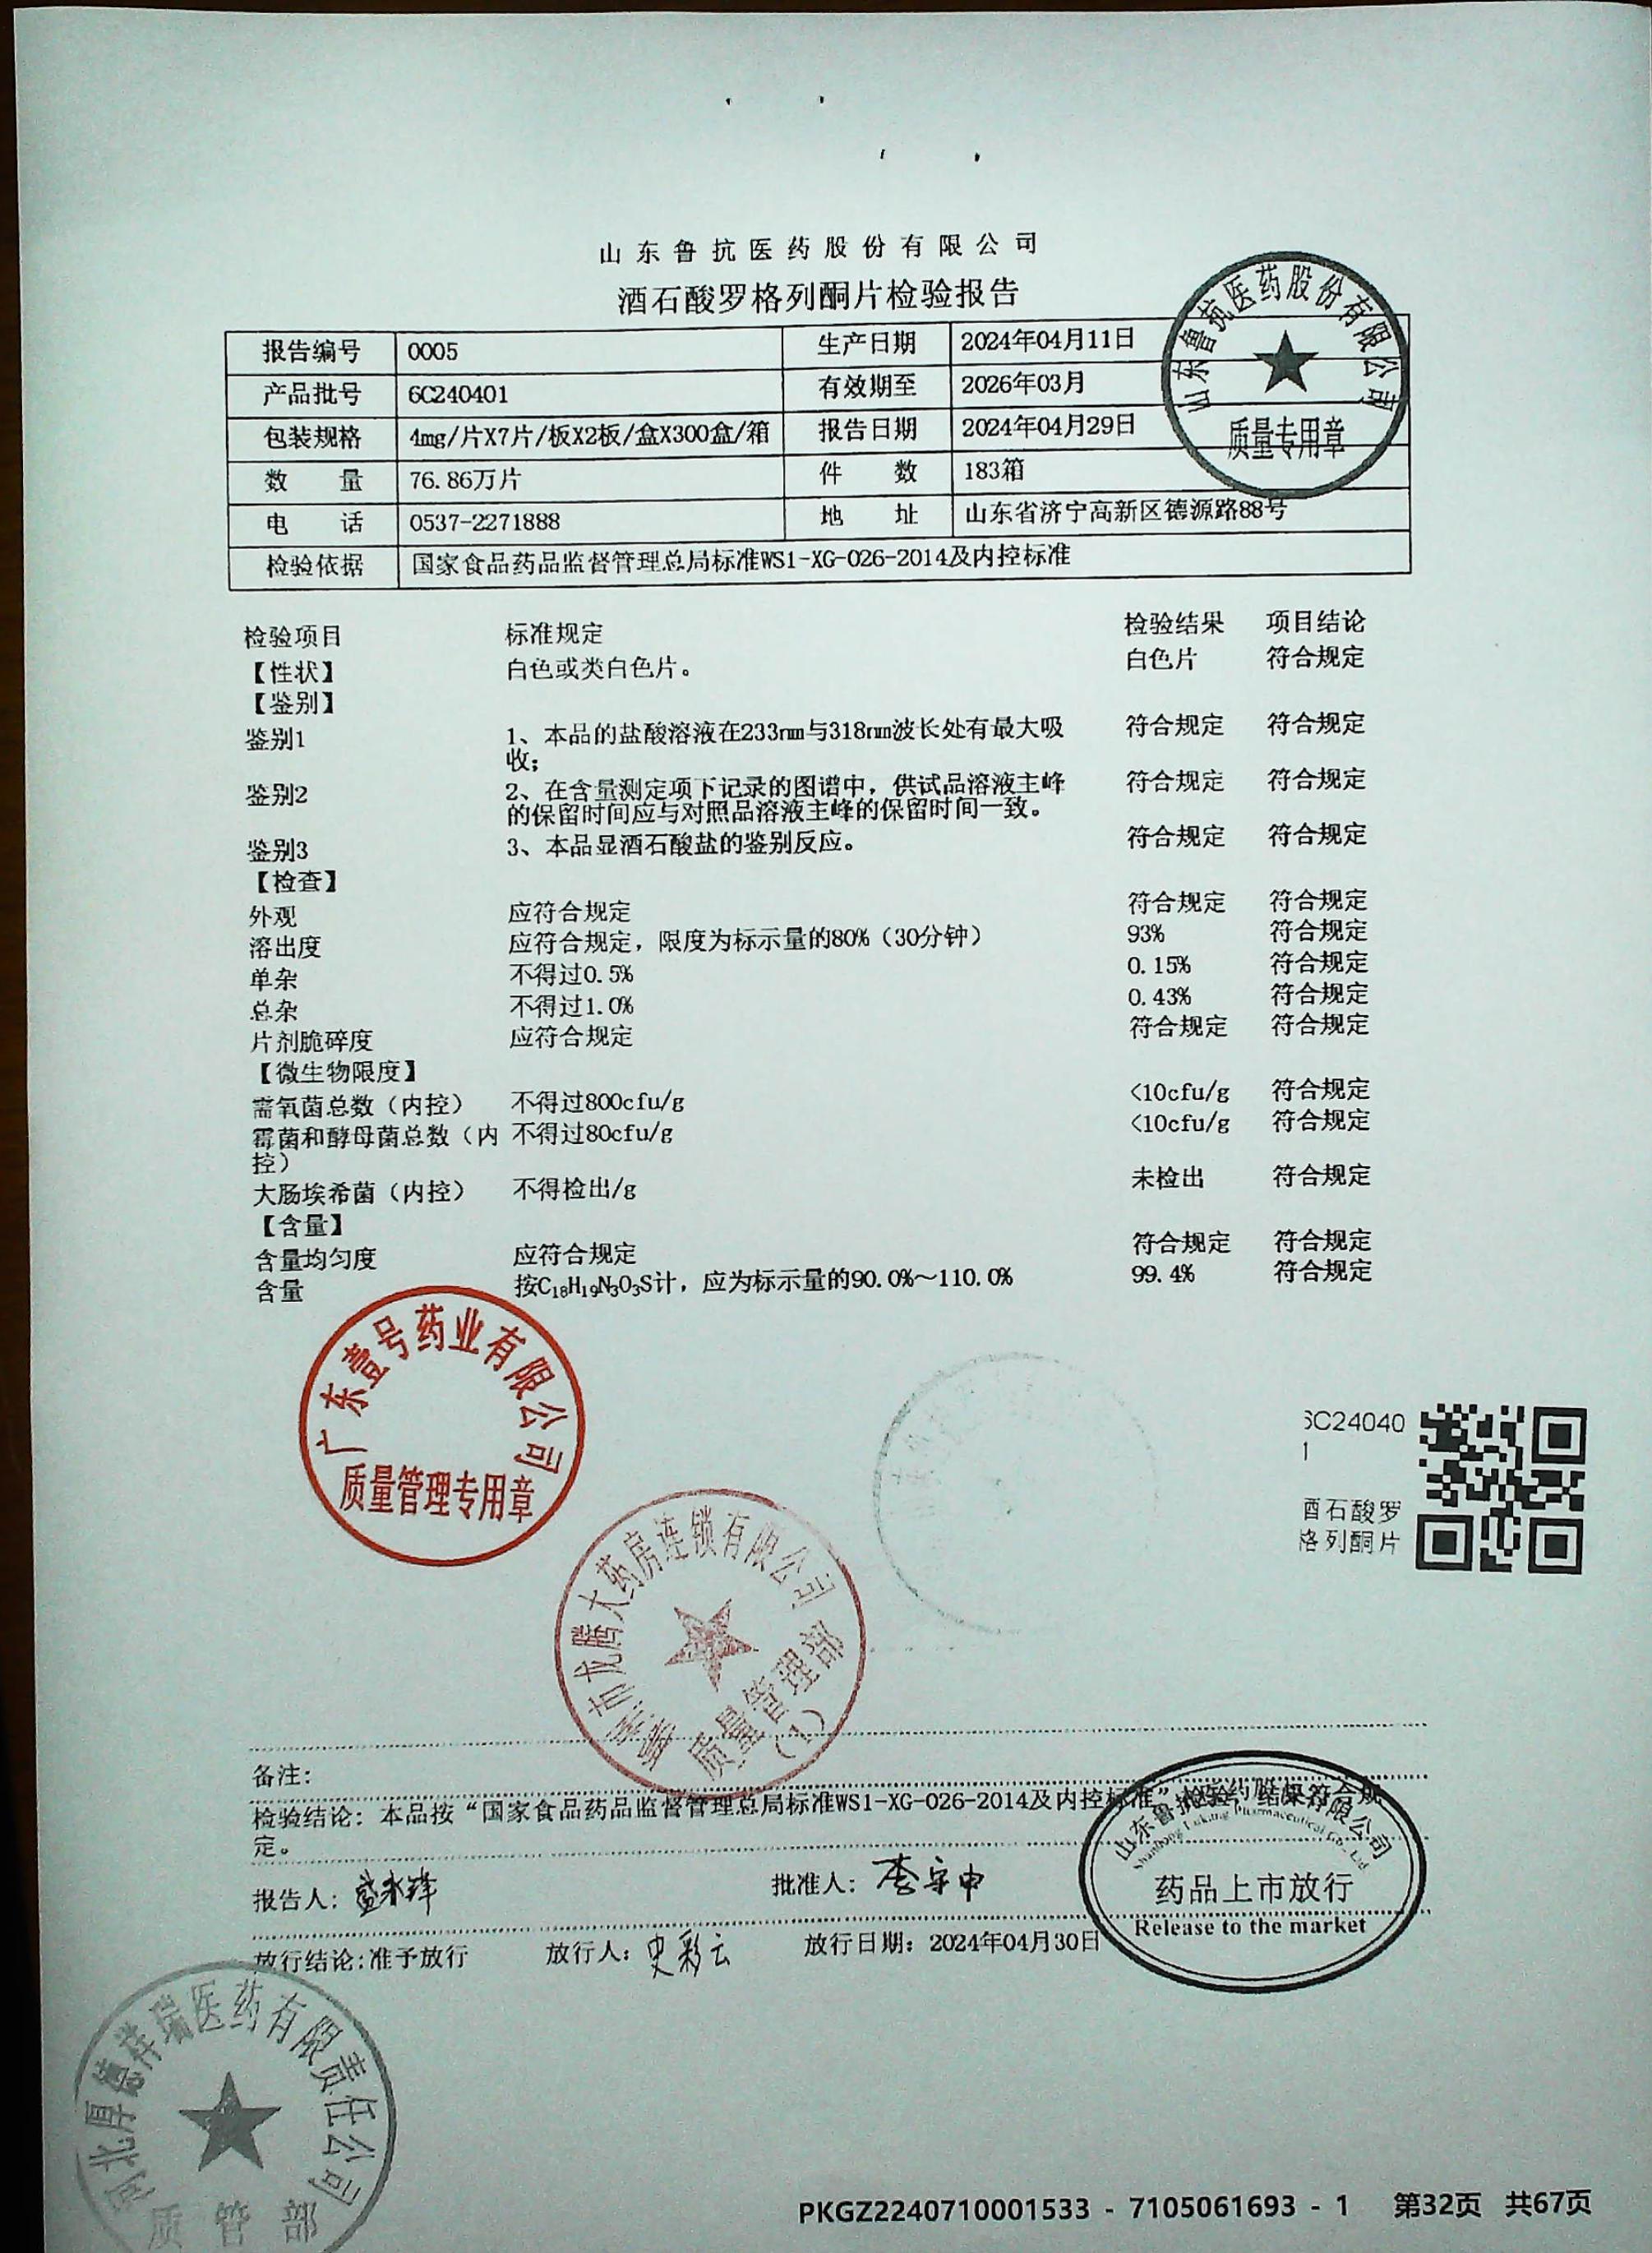 山东鲁抗医药股份有限公司
酒石酸罗格列酮片检验报告
报告编号 0005 生产日期 2024年04月11日
产品批号 6C240401 有效期至 2026年03月
包装规格 4mg/片X7片/板X2板/盒X300盒/箱 报告日期 2024年04月29日
数 量 76.86万片 件 数 183箱
电 话 0537-2271888 地 址 山东省济宁高新区德源路88号
检验依据 国家食品药品监督管理总局标准WS1-XG-026-2014及内控标准
山东鲁抗医药股份有限公司
质量专用章
检验项目 标准规定 检验结果 项目结论
【性状】 白色或类白色片。 白色片 符合规定
【鉴别】
鉴别1 1、本品的盐酸溶液在233nm与318nm波长处有最大吸 符合规定 符合规定
收;
鉴别2 2、在含量测定项下记录的图谱中，供试品溶液主峰 符合规定 符合规定
的保留时间应与对照品溶液主峰的保留时间一致。
鉴别3 3、本品显酒石酸盐的鉴别反应。 符合规定 符合规定
【检查】
外观 应符合规定 符合规定 符合规定
溶出度 应符合规定，限度为标示量的80%（30分钟） 93% 符合规定
单杂 不得过0.5% 0.15% 符合规定
总杂 不得过1.0% 0.43% 符合规定
片剂脆碎度 应符合规定 符合规定 符合规定
【微生物限度】
需氧菌总数（内控） 不得过800cfu/g <10cfu/g 符合规定
霉菌和酵母菌总数（内 不得过80cfu/g <10cfu/g 符合规定
控）
大肠埃希菌（内控） 不得检出/g 未检出 符合规定
【含量】
含量均匀度 应符合规定 符合规定 符合规定
含量 按C₁₈H₁₉N₃O₃S计，应为标示量的90.0%～110.0% 99.4% 符合规定
广东壹号药业有限公司
质量管理专用章
6C24040
1
酒石酸罗
格列酮片
市龙腾大药房连锁有限公司
质量管理部
(1)
备注:
检验结论: 本品按“国家食品药品监督管理总局标准WS1-XG-026-2014及内控标准”检验，结果符合规
定。
报告人: 盛永锋 批准人: 李守申
放行结论:准予放行 放行人: 史彩云 放行日期: 2024年04月30日
山东鲁抗医药股份有限公司
Shandong Lukang Pharmaceutical Co., Ltd
药品上市放行
Release to the market
河北厚德祥瑞医药有限责任公司
质管部
PKGZ2240710001533 - 7105061693 - 1 第32页 共67页